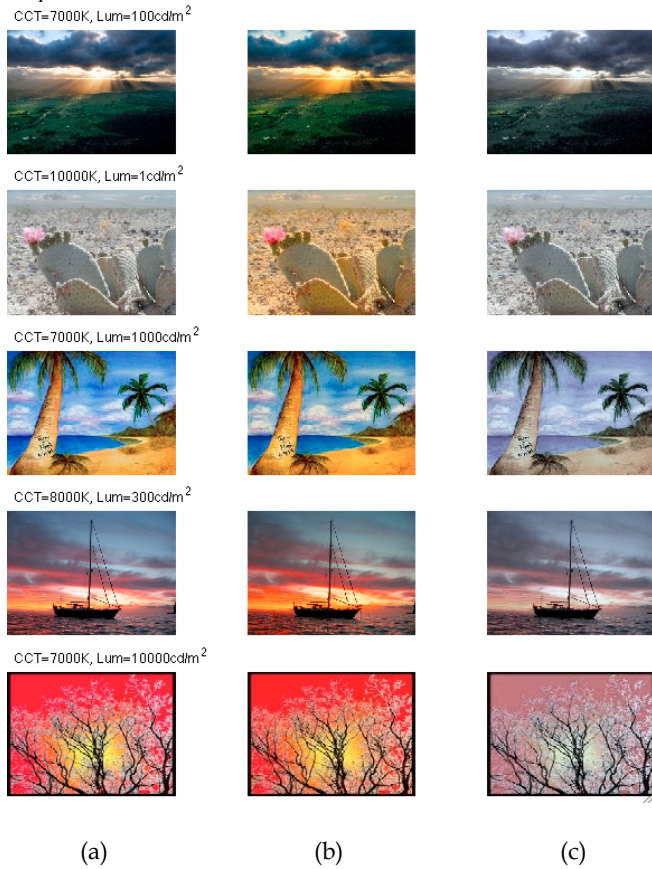 CCT=7000K, Lum=100cd/m²
CCT=10000K, Lum=1cd/m²
CCT=7000K, Lum=1000cd/m²
CCT=8000K, Lum=300cd/m²
CCT=7000K, Lum=10000cd/m²
(a) (b) (c)